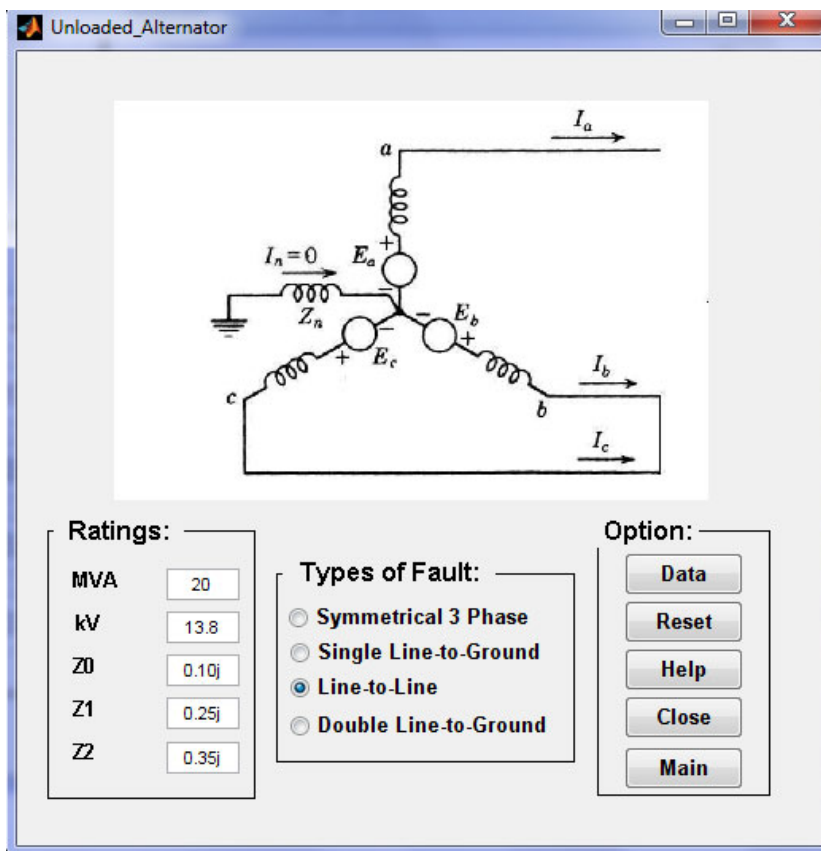 Unloaded_Alternator
I_a
a
I_n = 0
E_a
+
−
Z_n
−
−
E_b
+
E_c
+
c
b
I_b
I_c
Ratings:
MVA 20
kV 13.8
Z0 0.10j
Z1 0.25j
Z2 0.35j
Types of Fault:
Symmetrical 3 Phase
Single Line-to-Ground
Line-to-Line
Double Line-to-Ground
Option:
Data
Reset
Help
Close
Main